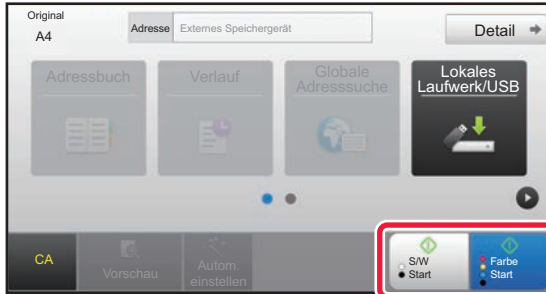 Original
A4
Adresse
Externes Speichergerät
Detail
Adressbuch
Verlauf
Globale
Adresssuche
Lokales
Laufwerk/USB
CA
Vorschau
Autom.
einstellen
S/W
Start
Farbe
Start